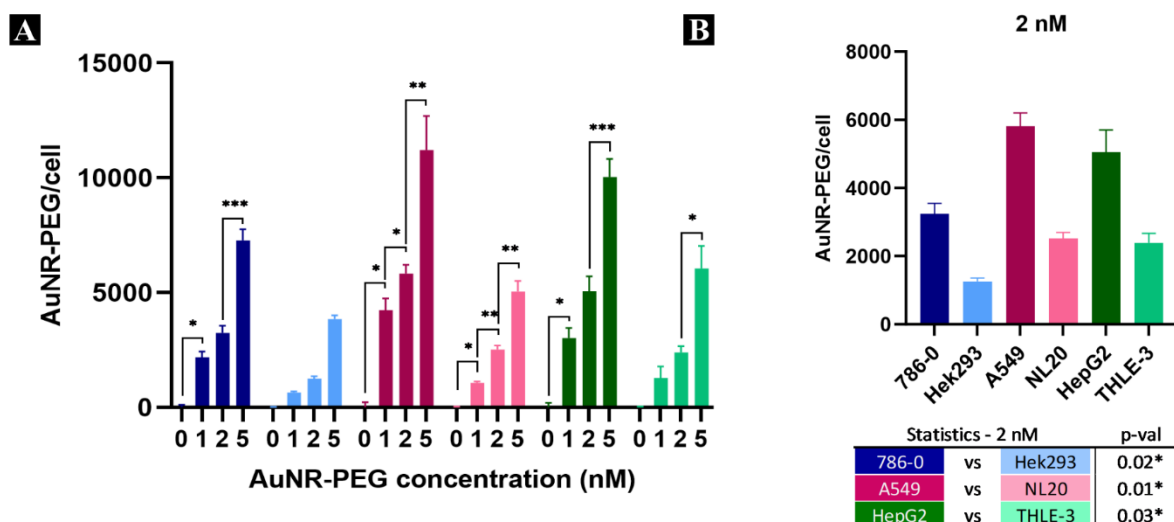 A
AuNR-PEG/cell
15000
10000
5000
0
*
***
*
*
**
*
**
**
*
***
*
0 1 2 5 0 1 2 5 0 1 2 5 0 1 2 5 0 1 2 5 0 1 2 5
AuNR-PEG concentration (nM)
B
2 nM
AuNR-PEG/cell
8000
6000
4000
2000
0
786-0
Hek293
A549
NL20
HepG2
THLE-3
Statistics - 2 nM p-val
786-0 vs Hek293 0.02*
A549 vs NL20 0.01*
HepG2 vs THLE-3 0.03*